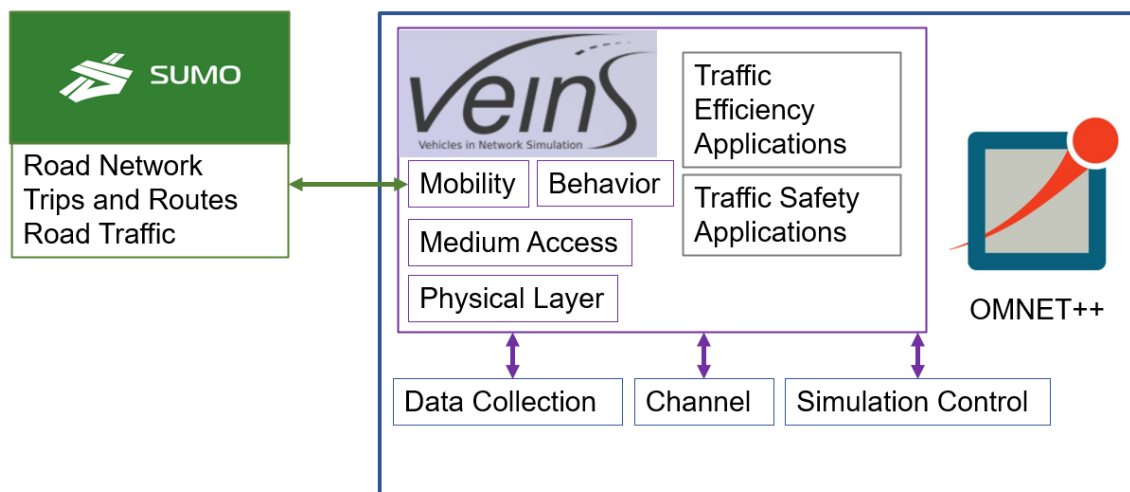 SUMO
Road Network
Trips and Routes
Road Traffic
veins
Vehicles in Network Simulation
Mobility
Behavior
Medium Access
Physical Layer
Traffic
Efficiency
Applications
Traffic Safety
Applications
OMNET++
Data Collection
Channel
Simulation Control